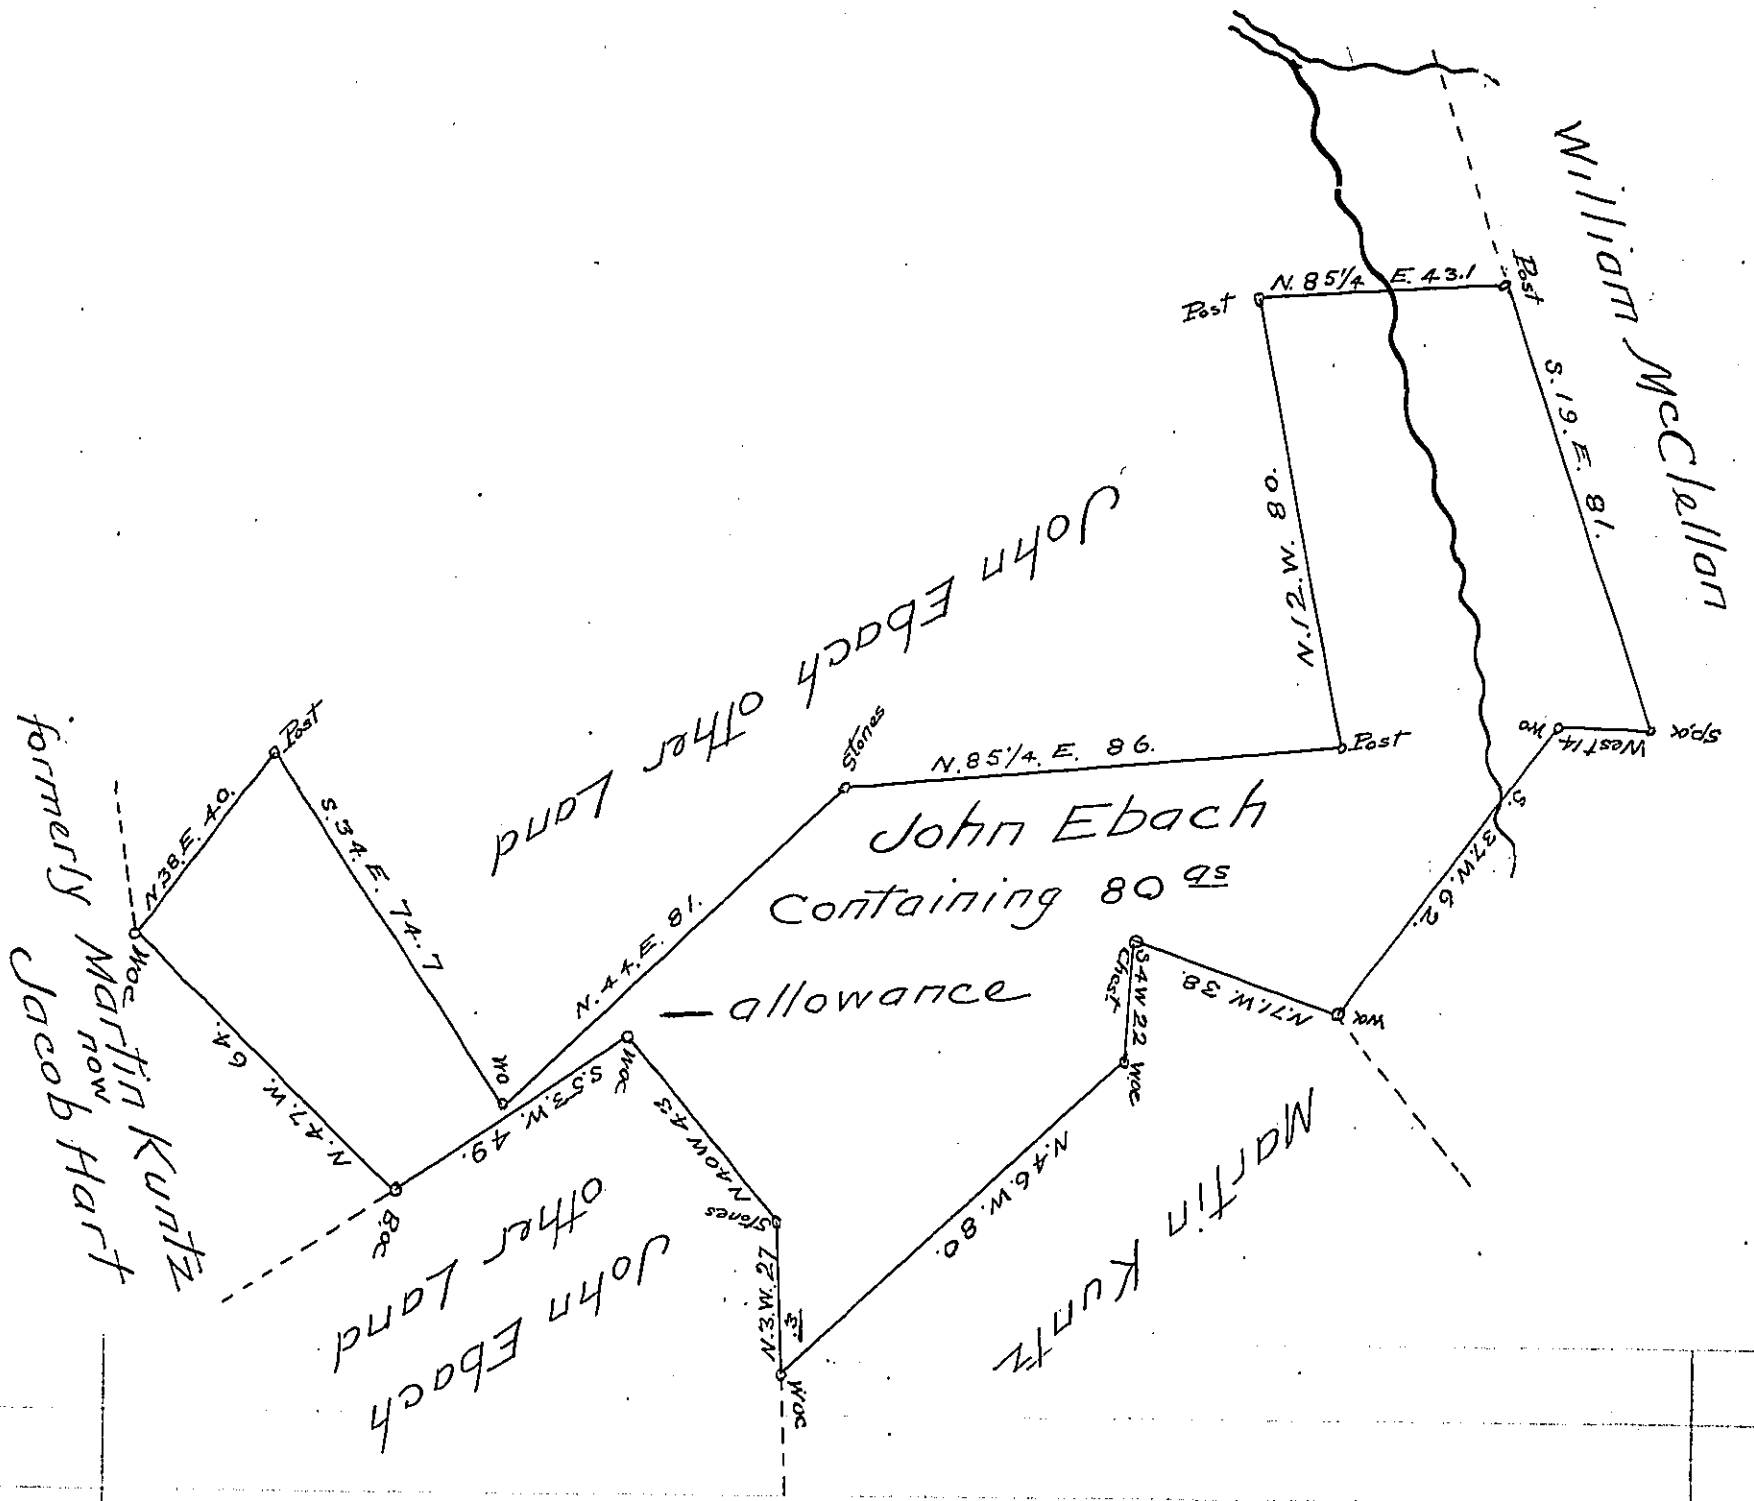 William McClellan
Post
N. 85 1/4 E. 43.1
Post
S. 19. E. 81.
N. 12. W. 80.
John Ebach other
Land
Stones
N. 85 1/4. E. 86.
Post
wo
West 14
Sp.o
John Ebach
Containing 80 as
— allowance
S. 37. W. 62.
wo
N. 71. W. 38.
Chest
S 4 W 22
woc
N. 46. W. 80.
Martin Kuntz
Post
S. 34. E. 74.7
N. 38. E. 40.
N. 44. E. 81.
woc
formerly Martin Kuntz
now
Jacob Hart
N. 47. W. 64.
wo
S. 53. W. 49.
woc
N 40 W 43
Stones
N. 3. W. 27
woc
B.oc
John Ebach
other Land